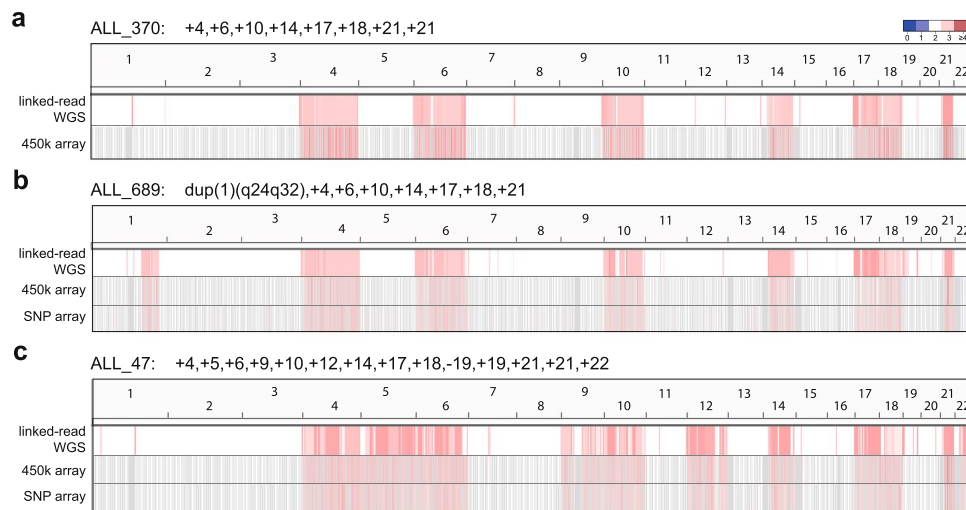 a
ALL_370: +4,+6,+10,+14,+17,+18,+21,+21
0 1 2 3 ≥4
1 2 3 4 5 6 7 8 9 10 11 12 13 14 15 16 17 18 19 20 21 22
linked-read
WGS
450k array
b
ALL_689: dup(1)(q24q32),+4,+6,+10,+14,+17,+18,+21
1 2 3 4 5 6 7 8 9 10 11 12 13 14 15 16 17 18 19 20 21 22
linked-read
WGS
450k array
SNP array
c
ALL_47: +4,+5,+6,+9,+10,+12,+14,+17,+18,-19,+19,+21,+21,+22
1 2 3 4 5 6 7 8 9 10 11 12 13 14 15 16 17 18 19 20 21 22
linked-read
WGS
450k array
SNP array